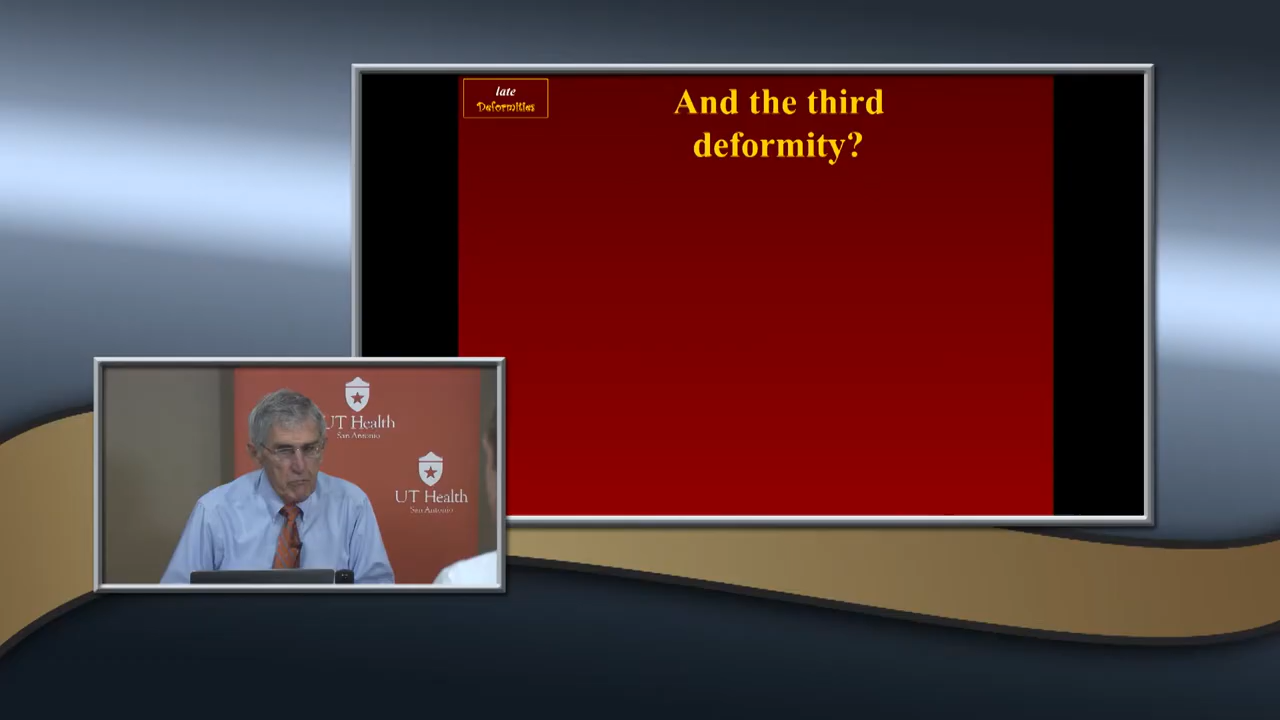 late
Deformities
And the third
deformity?
UT Health
San Antonio
UT Health
San Antonio